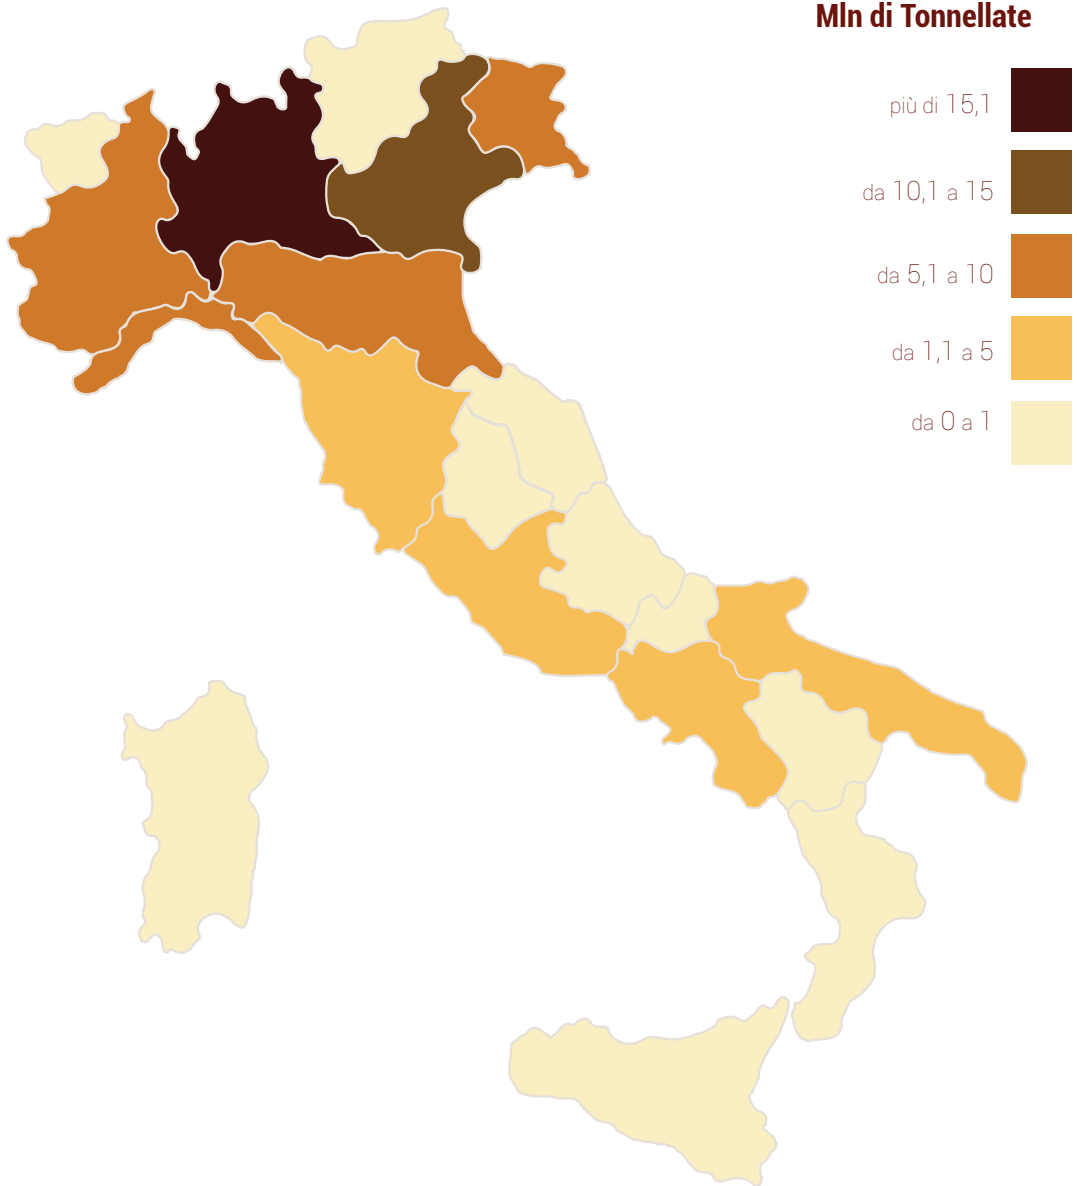 Mln di Tonnellate
più di 15,1
da 10,1 a 15
da 5,1 a 10
da 1,1 a 5
da 0 a 1